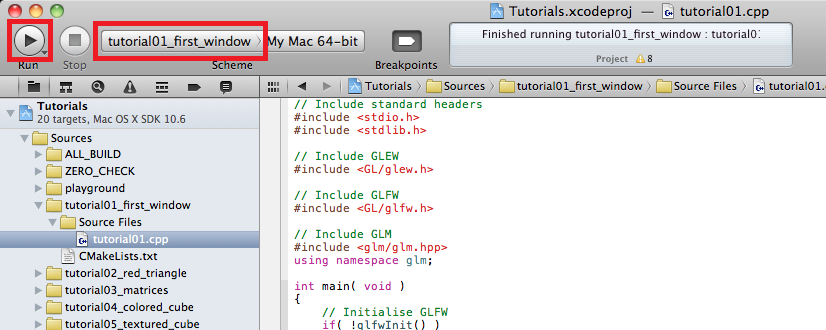 Tutorials.xcodeproj — tutorial01.cpp
tutorial01_first_window My Mac 64-bit
Finished running tutorial01_first_window : tutorial01
Project 8
Run Stop Scheme Breakpoints
Tutorials Sources tutorial01_first_window Source Files tutorial01.
Tutorials
20 targets, Mac OS X SDK 10.6
Sources
ALL_BUILD
ZERO_CHECK
playground
tutorial01_first_window
Source Files
tutorial01.cpp
CMakeLists.txt
tutorial02_red_triangle
tutorial03_matrices
tutorial04_colored_cube
tutorial05_textured_cube
// Include standard headers
#include <stdio.h>
#include <stdlib.h>
// Include GLEW
#include <GL/glew.h>
// Include GLFW
#include <GL/glfw.h>
// Include GLM
#include <glm/glm.hpp>
using namespace glm;
int main( void )
{
// Initialise GLFW
if( !glfwInit() )